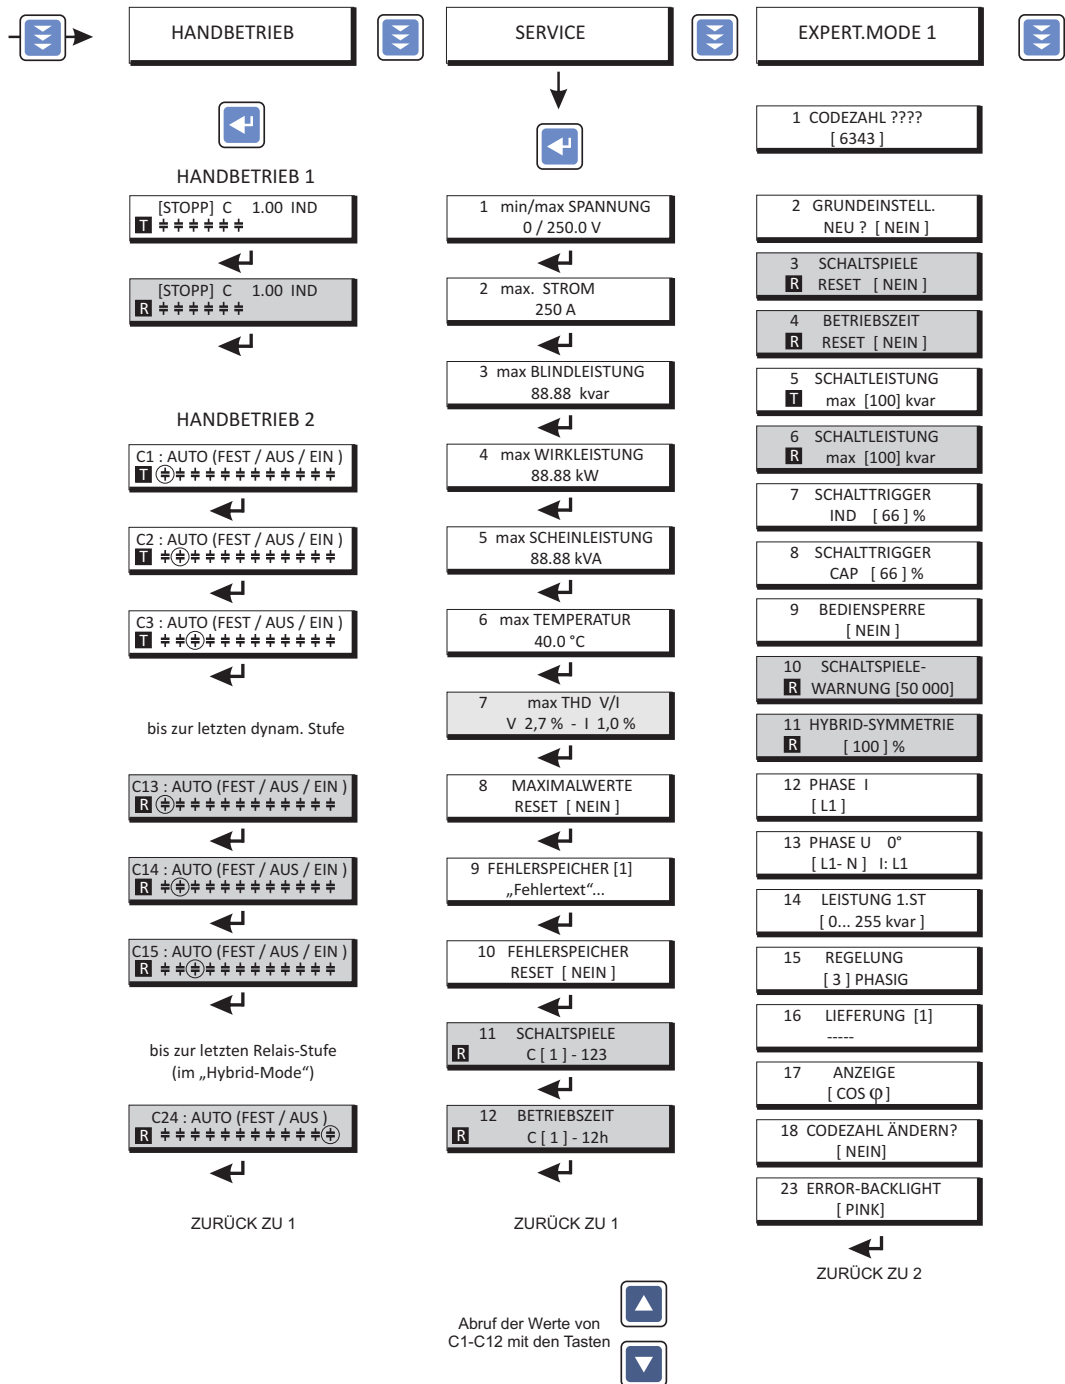 HANDBETRIEB
SERVICE
EXPERT.MODE 1
HANDBETRIEB 1
[STOPP] C 1.00 IND
T
[STOPP] C 1.00 IND
R
HANDBETRIEB 2
C1 : AUTO (FEST / AUS / EIN )
T
C2 : AUTO (FEST / AUS / EIN )
T
C3 : AUTO (FEST / AUS / EIN )
T
bis zur letzten dynam. Stufe
C13 : AUTO (FEST / AUS / EIN )
R
C14 : AUTO (FEST / AUS / EIN )
R
C15 : AUTO (FEST / AUS / EIN )
R
bis zur letzten Relais-Stufe
(im „Hybrid-Mode“)
C24 : AUTO (FEST / AUS )
R
ZURÜCK ZU 1
1 min/max SPANNUNG
0 / 250.0 V
2 max. STROM
250 A
3 max BLINDLEISTUNG
88.88 kvar
4 max WIRKLEISTUNG
88.88 kW
5 max SCHEINLEISTUNG
88.88 kVA
6 max TEMPERATUR
40.0 °C
7 max THD V/I
V 2,7 % - I 1,0 %
8 MAXIMALWERTE
RESET [ NEIN ]
9 FEHLERSPEICHER [1]
„Fehlertext“...
10 FEHLERSPEICHER
RESET [ NEIN ]
11 SCHALTSPIELE
R C [ 1 ] - 123
12 BETRIEBSZEIT
R C [ 1 ] - 12h
ZURÜCK ZU 1
Abruf der Werte von
C1-C12 mit den Tasten
1 CODEZAHL ????
[ 6343 ]
2 GRUNDEINSTELL.
NEU ? [ NEIN ]
3 SCHALTSPIELE
R RESET [ NEIN ]
4 BETRIEBSZEIT
R RESET [ NEIN ]
5 SCHALTLEISTUNG
T max [100] kvar
6 SCHALTLEISTUNG
R max [100] kvar
7 SCHALTTRIGGER
IND [ 66 ] %
8 SCHALTTRIGGER
CAP [ 66 ] %
9 BEDIENSPERRE
[ NEIN ]
10 SCHALTSPIELE-
R WARNUNG [50 000]
11 HYBRID-SYMMETRIE
R [ 100 ] %
12 PHASE I
[ L1 ]
13 PHASE U 0°
[ L1- N ] I: L1
14 LEISTUNG 1.ST
[ 0... 255 kvar ]
15 REGELUNG
[ 3 ] PHASIG
16 LIEFERUNG [1]
-----
17 ANZEIGE
[ COS φ ]
18 CODEZAHL ÄNDERN?
[ NEIN]
23 ERROR-BACKLIGHT
[ PINK]
ZURÜCK ZU 2